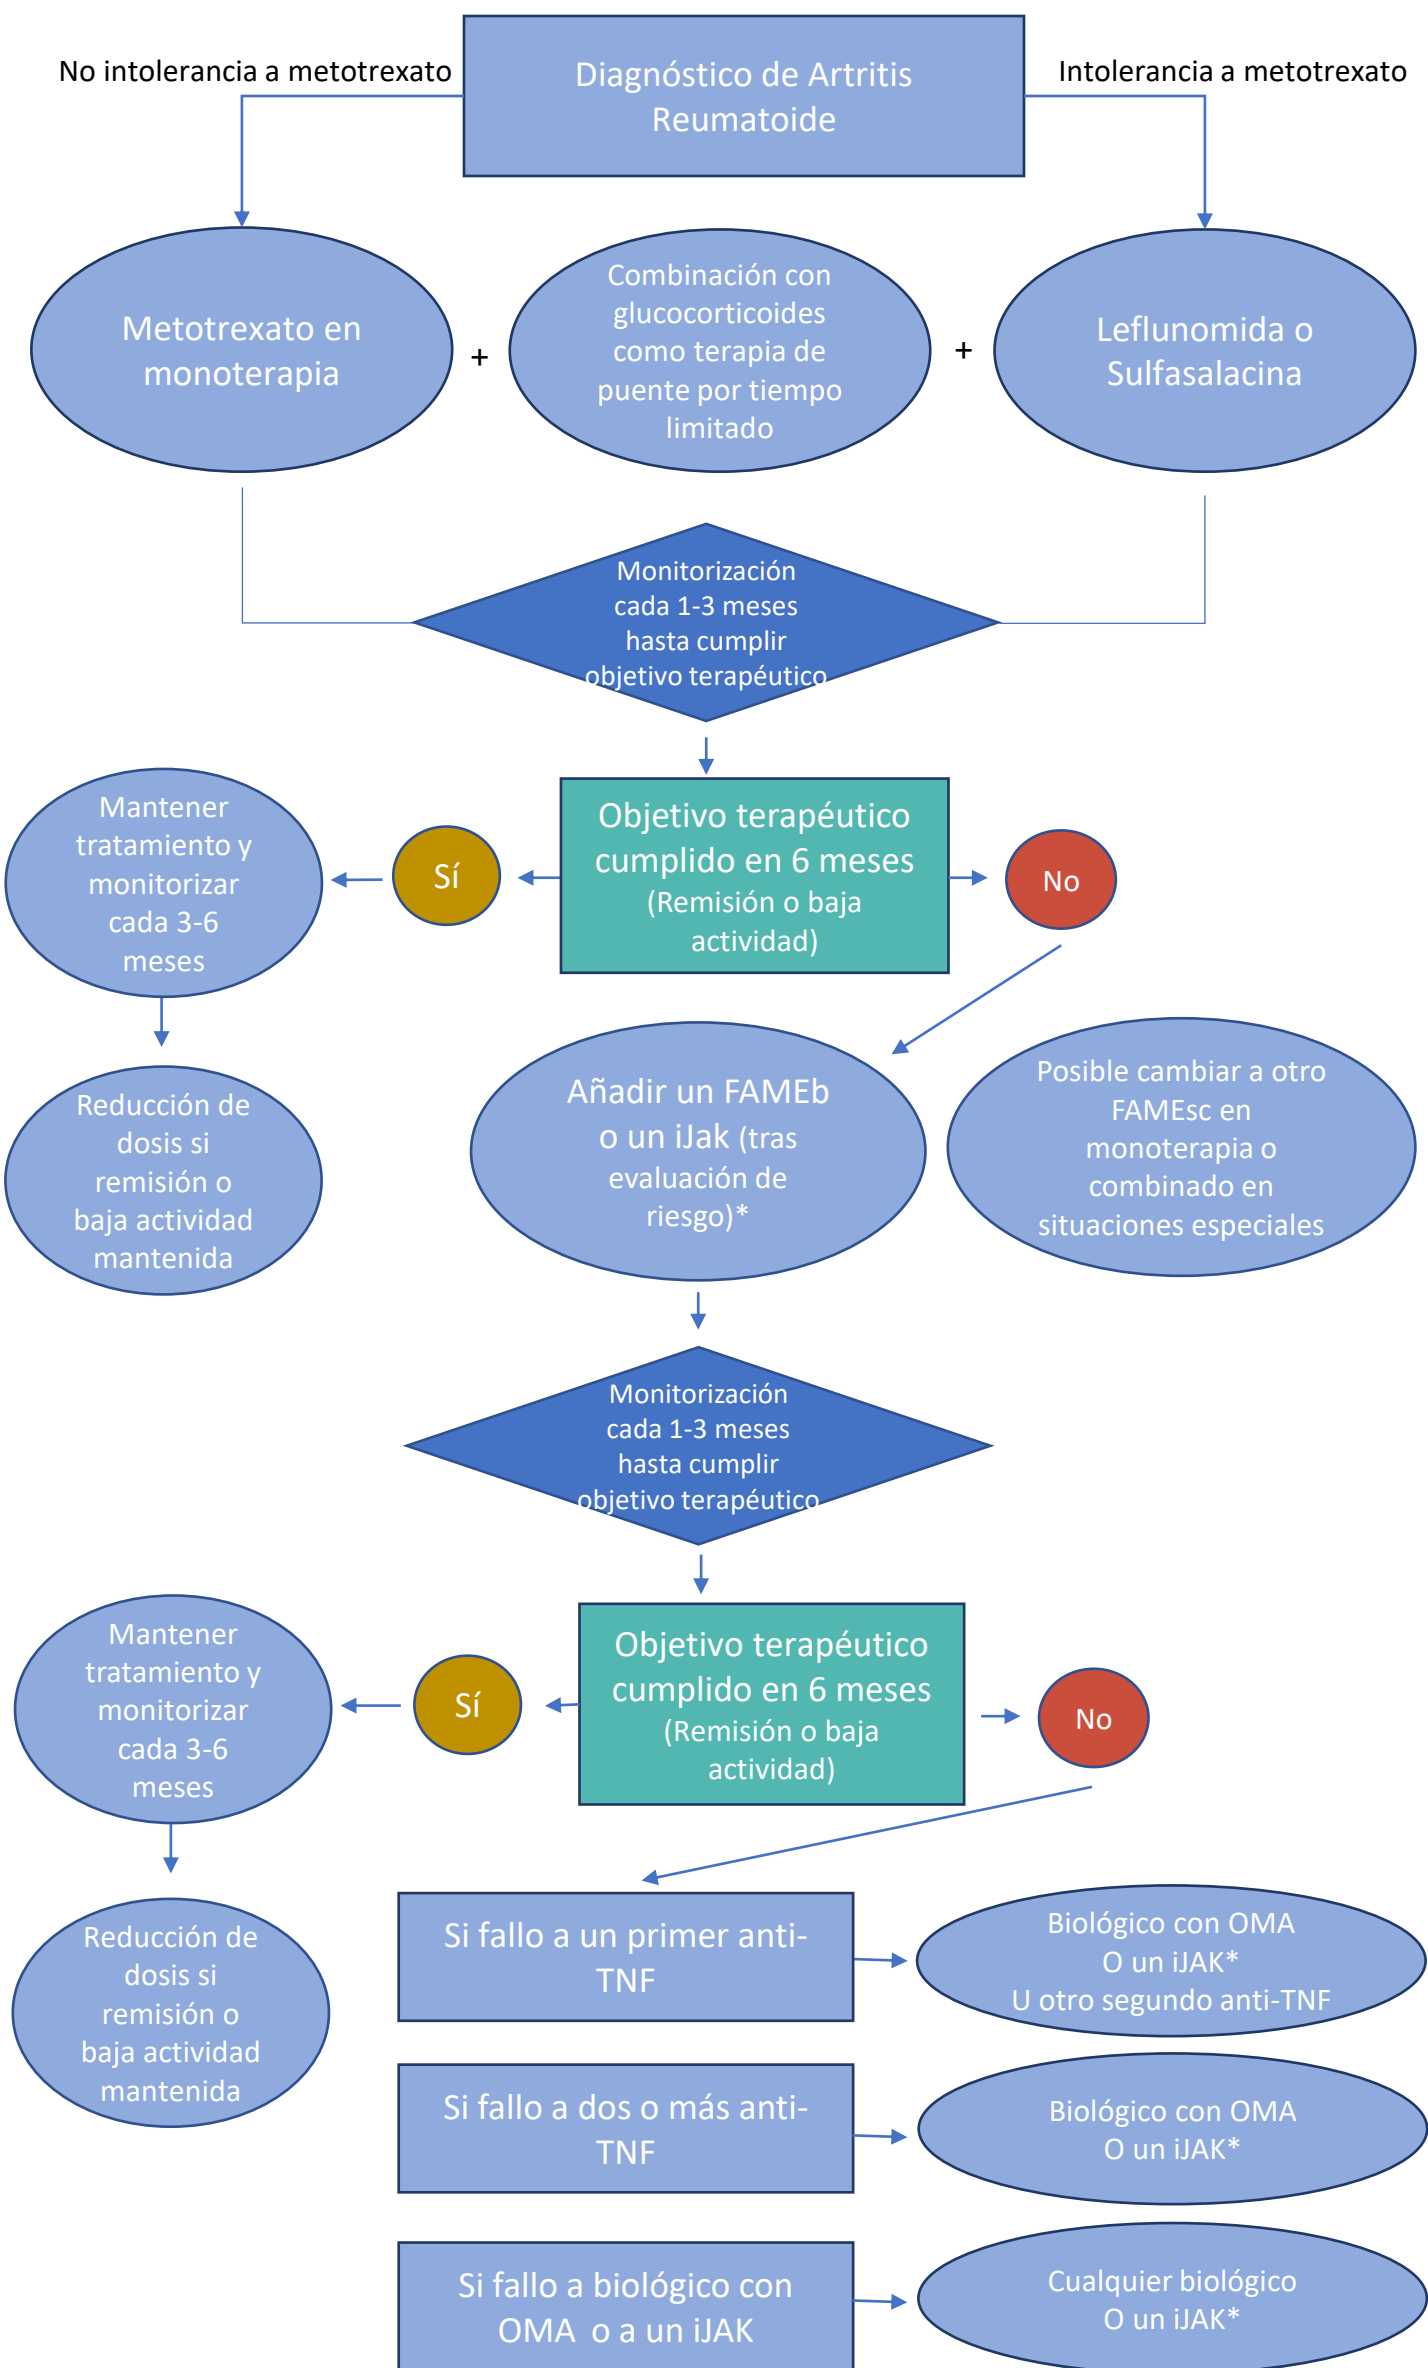 No intolerancia a metotrexato
Diagnóstico de Artritis
Reumatoide
Intolerancia a metotrexato
Metotrexato en
monoterapia
+
Combinación con
glucocorticoides
como terapia de
puente por tiempo
limitado
+
Leflunomida o
Sulfasalacina
Monitorización
cada 1-3 meses
hasta cumplir
objetivo terapéutico
Mantener
tratamiento y
monitorizar
cada 3-6
meses
Sí
Objetivo terapéutico
cumplido en 6 meses
(Remisión o baja
actividad)
No
Reducción de
dosis si
remisión o
baja actividad
mantenida
Añadir un FAMEb
o un iJak (tras
evaluación de
riesgo)*
Posible cambiar a otro
FAMEsc en
monoterapia o
combinado en
situaciones especiales
Monitorización
cada 1-3 meses
hasta cumplir
objetivo terapéutico
Mantener
tratamiento y
monitorizar
cada 3-6
meses
Sí
Objetivo terapéutico
cumplido en 6 meses
(Remisión o baja
actividad)
No
Reducción de
dosis si
remisión o
baja actividad
mantenida
Si fallo a un primer anti-
TNF
Biológico con OMA
O un iJAK*
U otro segundo anti-TNF
Si fallo a dos o más anti-
TNF
Biológico con OMA
O un iJAK*
Si fallo a biológico con
OMA o a un iJAK
Cualquier biológico
O un iJAK*